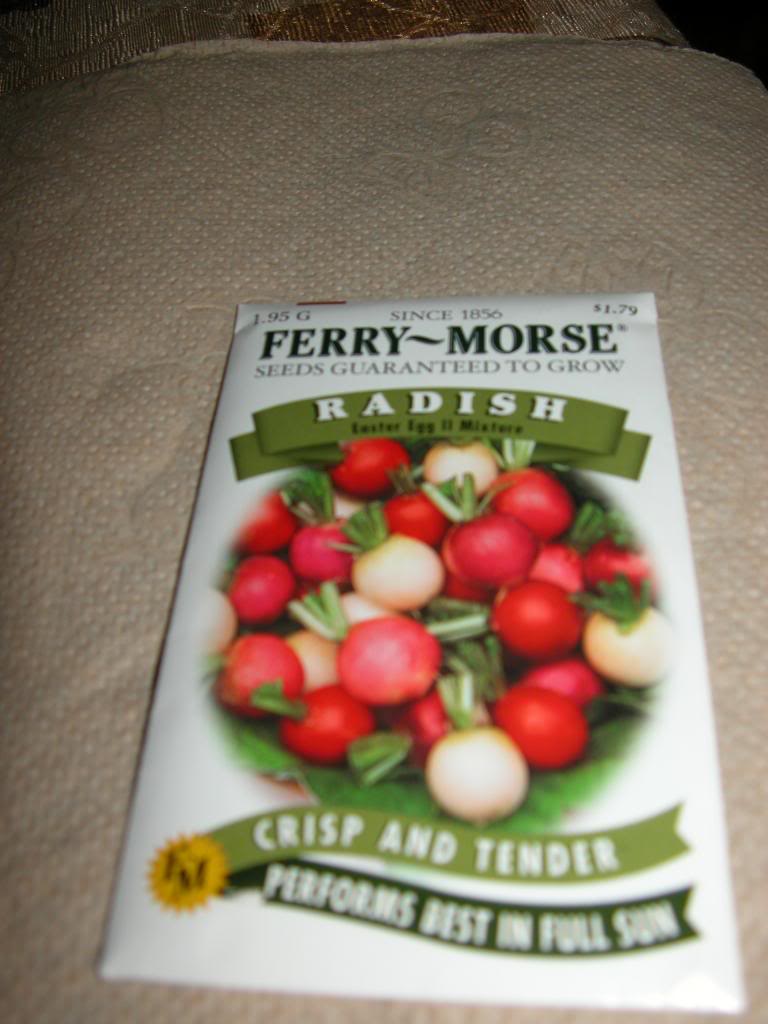 1.95 G SINCE 1856 $1.79
FERRY~MORSE®
SEEDS GUARANTEED TO GROW
RADISH
Easter Egg II Mixture
CRISP AND TENDER
FM
PERFORMS BEST IN FULL SUN